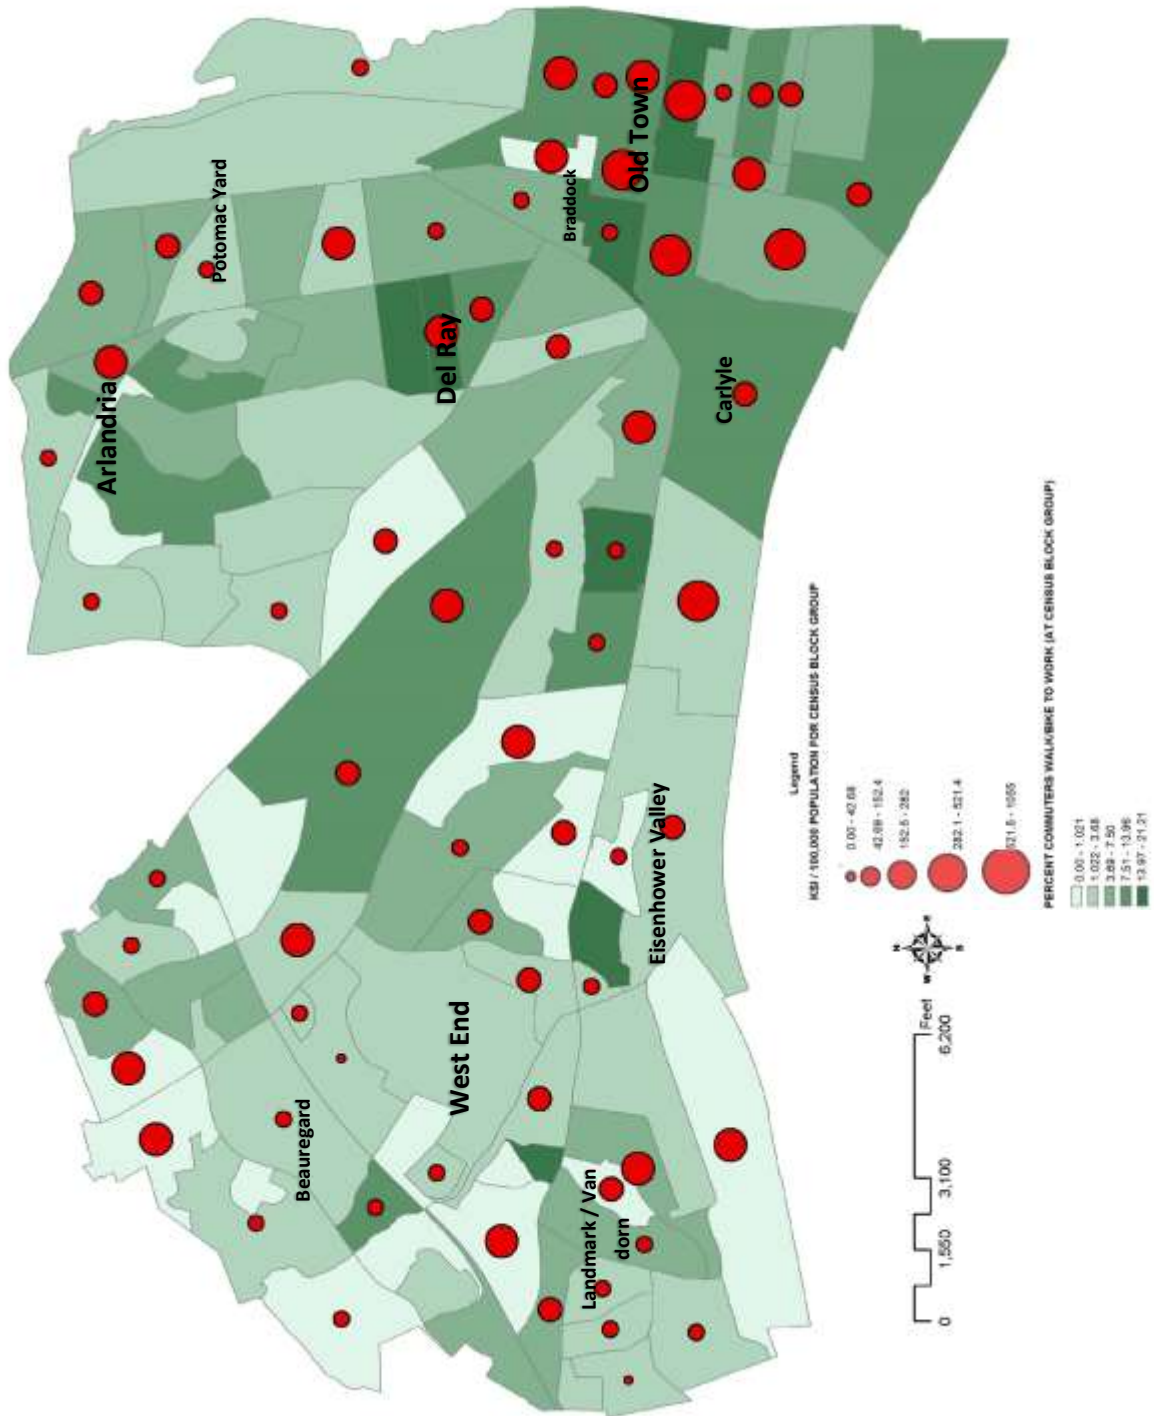 Arlandria
Potomac Yard
Del Ray
Braddock
Old Town
Carlyle
Beauregard
West End
Eisenhower Valley
Landmark / Van
dorn
Legend
KSI / 100,000 POPULATION FOR CENSUS BLOCK GROUP
0.00 - 42.68
42.69 - 152.4
152.5 - 282
282.1 - 521.4
521.5 - 1055
PERCENT COMMUTERS WALK/BIKE TO WORK (AT CENSUS BLOCK GROUP)
0.00 - 1.021
1.022 - 3.68
3.69 - 7.50
7.51 - 13.96
13.97 - 21.21
N
W
E
S
Feet
0
1,550
3,100
6,200